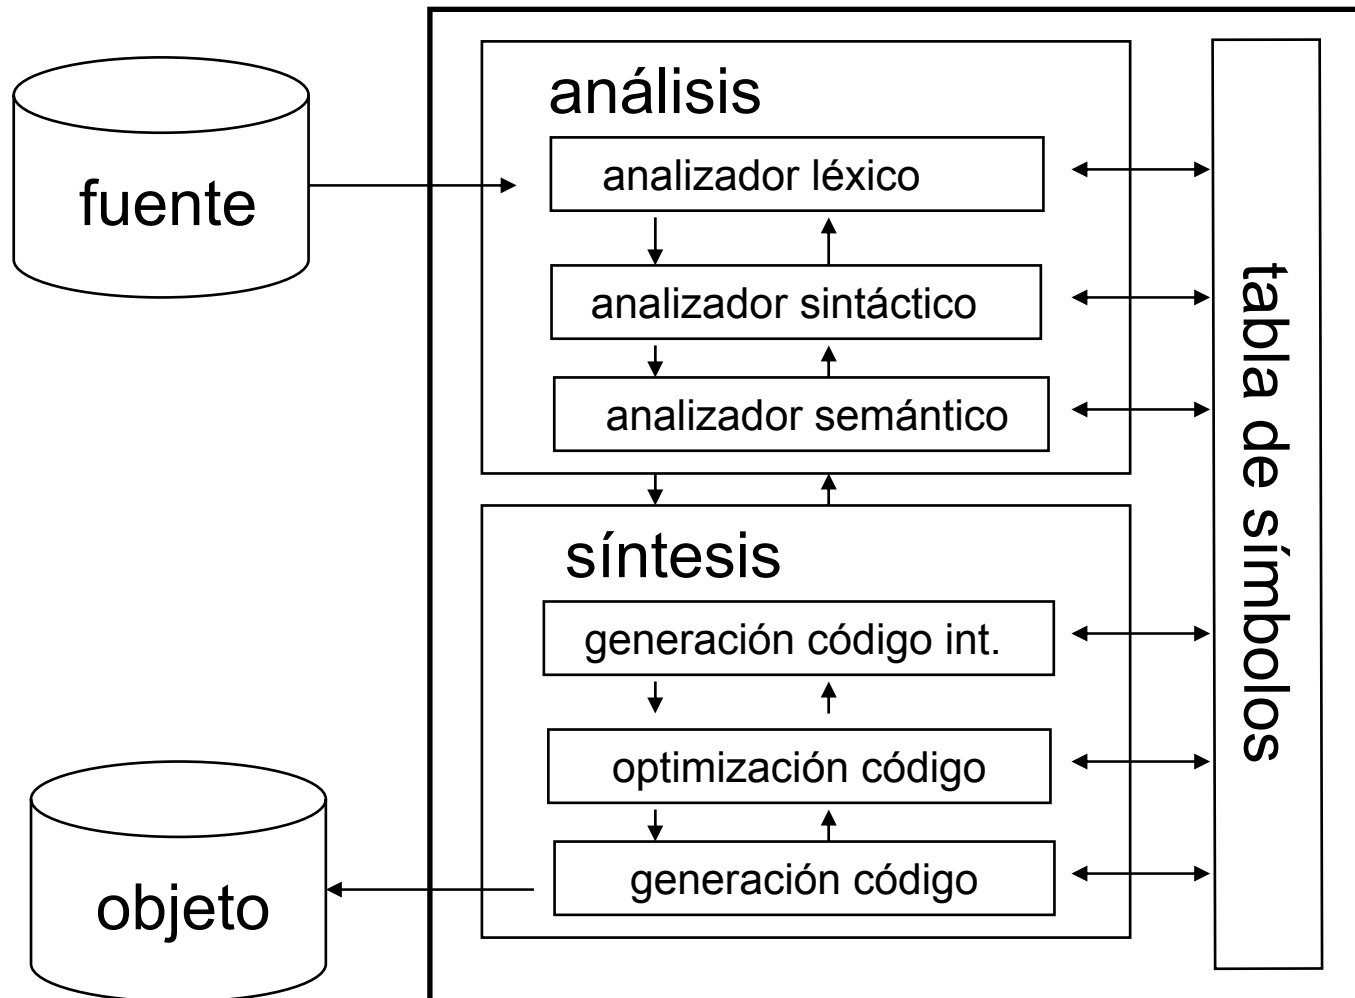 análisis
analizador léxico
fuente
analizador sintáctico
analizador semántico
tabla de símbolos
síntesis
generación código int.
optimización código
generación código
objeto